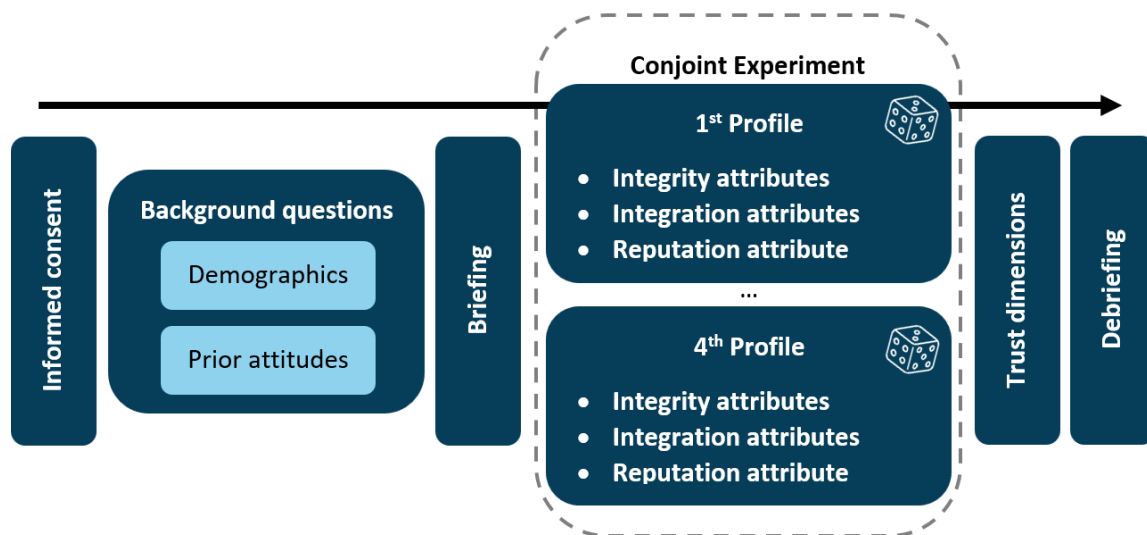 Informed consent
Background questions
Demographics
Prior attitudes
Briefing
Conjoint Experiment
1st Profile
• Integrity attributes
• Integration attributes
• Reputation attribute
...
4th Profile
• Integrity attributes
• Integration attributes
• Reputation attribute
Trust dimensions
Debriefing